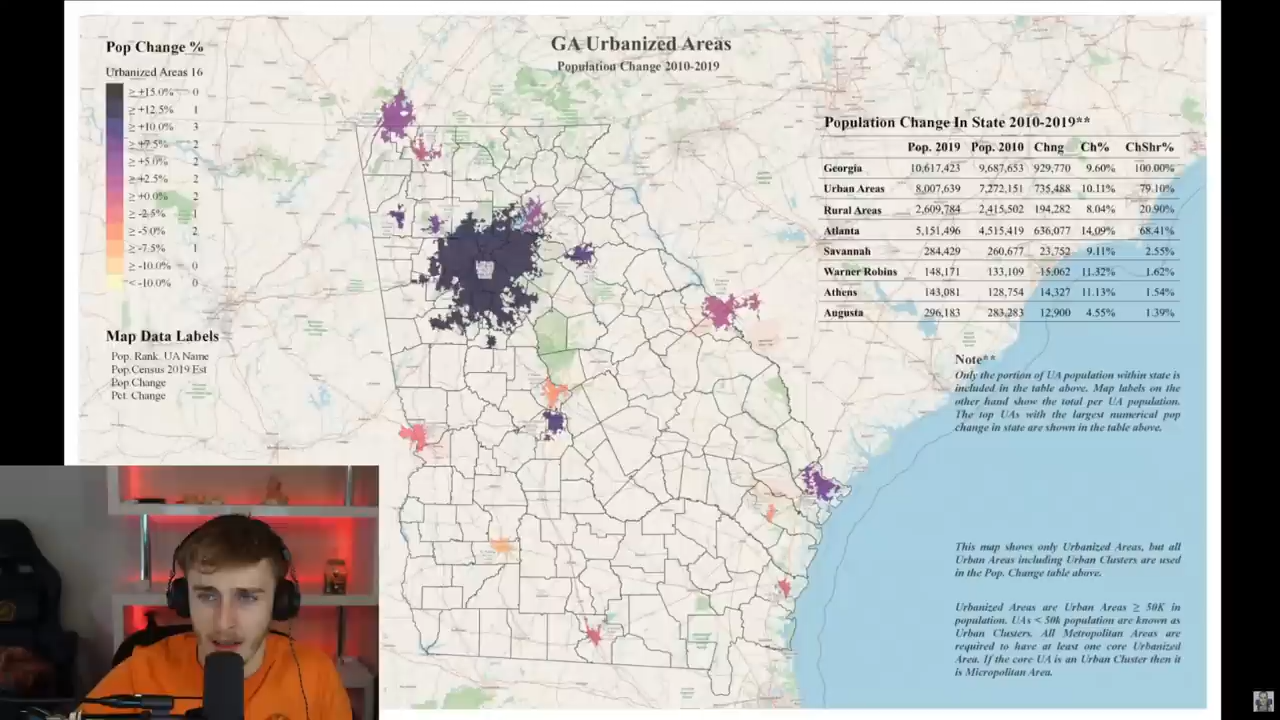 GA Urbanized Areas
Population Change 2010-2019
Pop Change %
Urbanized Areas 16
≥ +15.0% 0
≥ +12.5% 1
≥ +10.0% 3
≥ +7.5% 2
≥ +5.0% 2
≥ +2.5% 2
≥ +0.0% 2
≥ -2.5% 1
≥ -5.0% 2
≥ -7.5% 1
≥ -10.0% 0
< -10.0% 0
Map Data Labels
Pop. Rank. UA Name
Pop.Census 2019 Est
Pop Change
Pct. Change
Population Change In State 2010-2019**
Pop. 2019 Pop. 2010 Chng Ch% ChShr%
Georgia 10,617,423 9,687,653 929,770 9.60% 100.00%
Urban Areas 8,007,639 7,272,151 735,488 10.11% 79.10%
Rural Areas 2,609,784 2,415,502 194,282 8.04% 20.90%
Atlanta 5,151,496 4,515,419 636,077 14.09% 68.41%
Savannah 284,429 260,677 23,752 9.11% 2.55%
Warner Robins 148,171 133,109 15,062 11.32% 1.62%
Athens 143,081 128,754 14,327 11.13% 1.54%
Augusta 296,183 283,283 12,900 4.55% 1.39%
Note**
Only the portion of UA population within state is
included in the table above. Map labels on the
other hand show the total per UA population.
The top UAs with the largest numerical pop
change in state are shown in the table above.
This map shows only Urbanized Areas, but all
Urban Areas including Urban Clusters are used
in the Pop. Change table above.
Urbanized Areas are Urban Areas ≥ 50K in
population. UAs < 50k population are known as
Urban Clusters. All Metropolitan Areas are
required to have at least one core Urbanized
Area. If the core UA is an Urban Cluster then it
is Micropolitan Area.